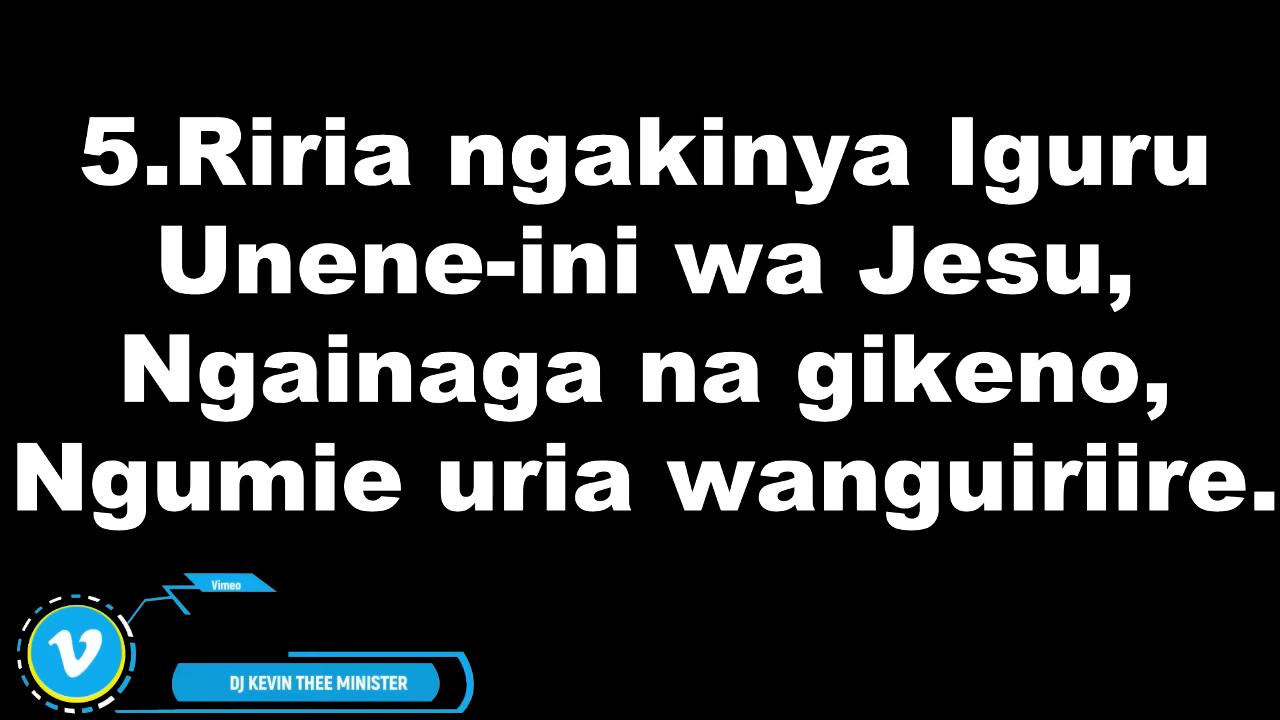 5.Riria ngakinya Iguru
Unene-ini wa Jesu,
Ngainaga na gikeno,
Ngumie uria wanguiriire.
Vimeo
DJ KEVIN THEE MINISTER